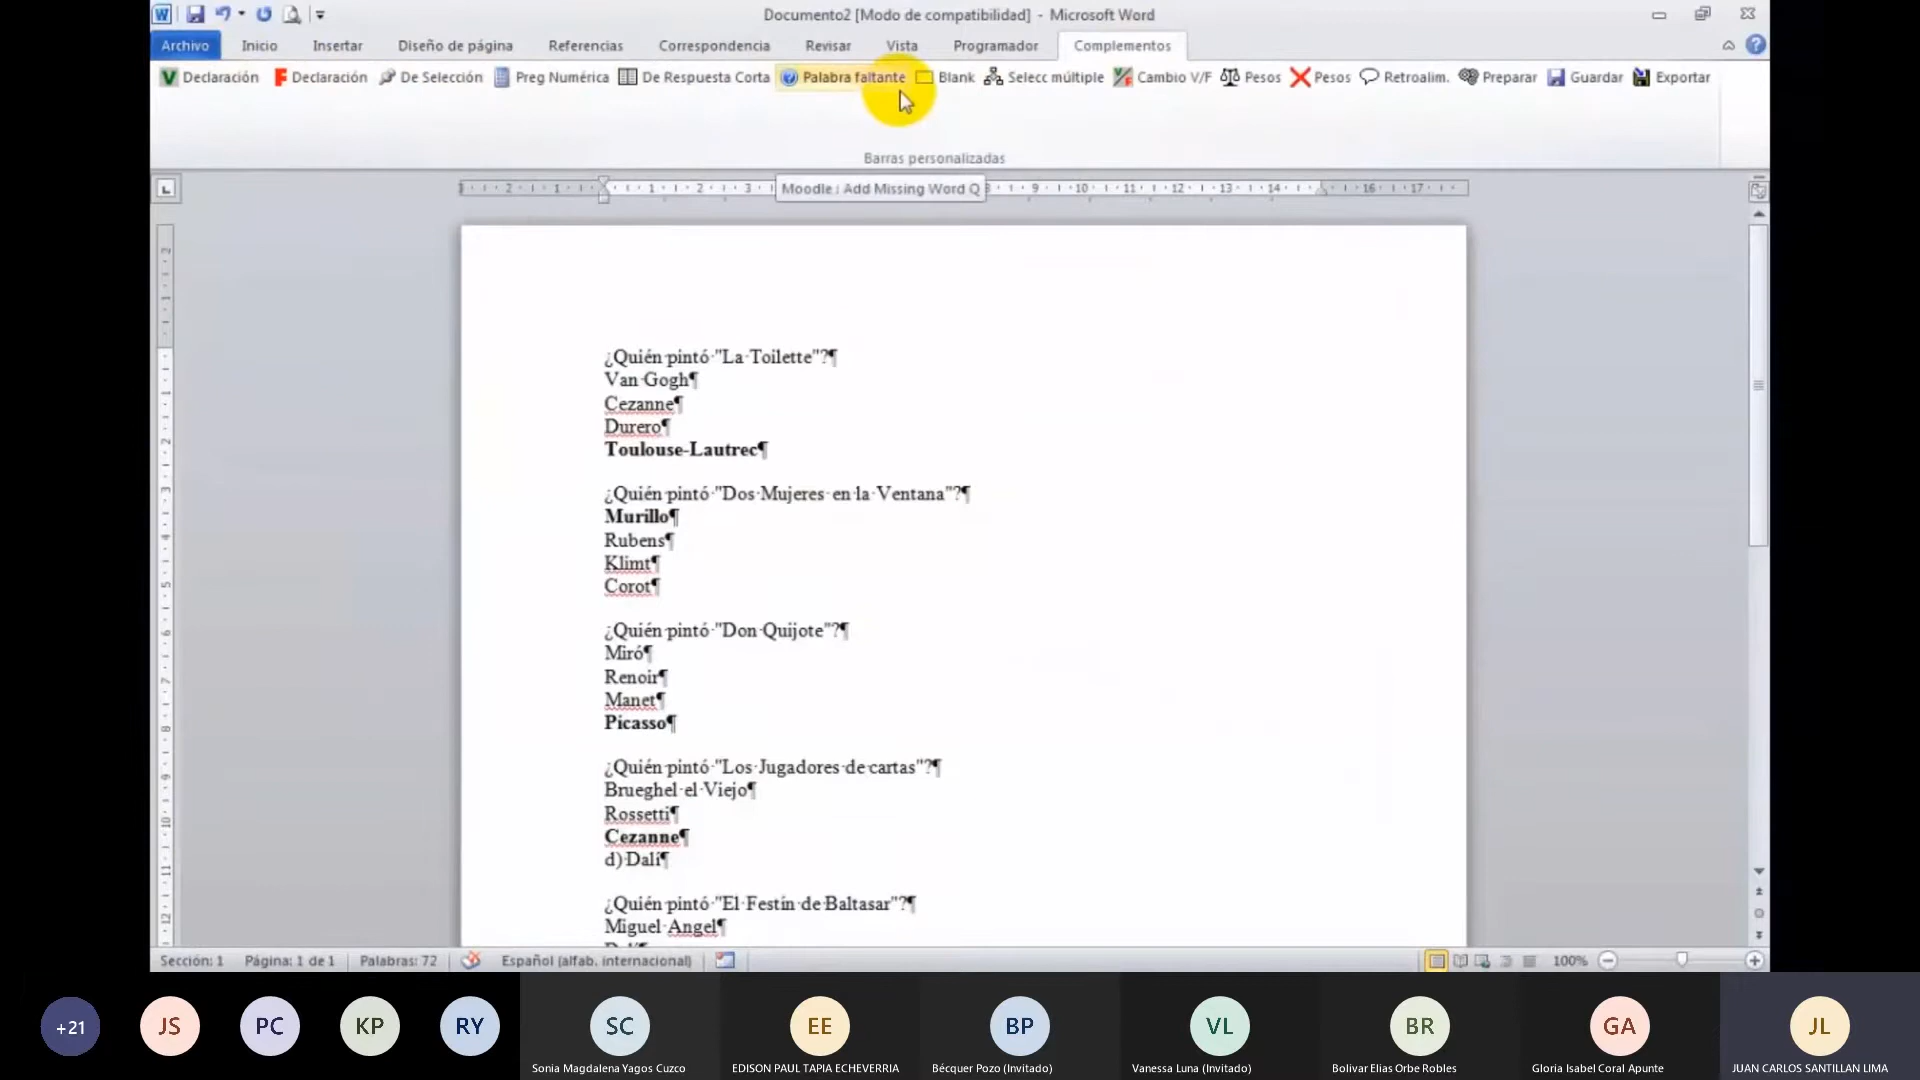 Documento2 [Modo de compatibilidad] - Microsoft Word
Archivo Inicio Insertar Diseño de página Referencias Correspondencia Revisar Vista Programador Complementos
Declaración Declaración De Selección Preg Numérica De Respuesta Corta Palabra faltante Blank Selecc múltiple Cambio V/F Pesos Pesos Retroalim. Preparar Guardar Exportar
Barras personalizadas
Moodle : Add Missing Word Q
¿Quién pintó "La Toilette"?¶
Van Gogh¶
Cezanne¶
Durero¶
Toulouse-Lautrec¶
¿Quién pintó "Dos Mujeres en la Ventana"?¶
Murillo¶
Rubens¶
Klimt¶
Corot¶
¿Quién pintó "Don Quijote"?¶
Miró¶
Renoir¶
Manet¶
Picasso¶
¿Quién pintó "Los Jugadores de cartas"?¶
Brueghel el Viejo¶
Rossetti¶
Cezanne¶
d) Dalí¶
¿Quién pintó "El Festín de Baltasar"?¶
Miguel Angel¶
Sección: 1 Página: 1 de 1 Palabras: 72 Español (alfab. internacional) 100%
+21 JS PC KP RY SC EE BP VL BR GA JL
Sonia Magdalena Yagos Cuzco EDISON PAUL TAPIA ECHEVERRIA Bécquer Pozo (Invitado) Vanessa Luna (Invitado) Bolivar Elias Orbe Robles Gloria Isabel Coral Apunte JUAN CARLOS SANTILLAN LIMA